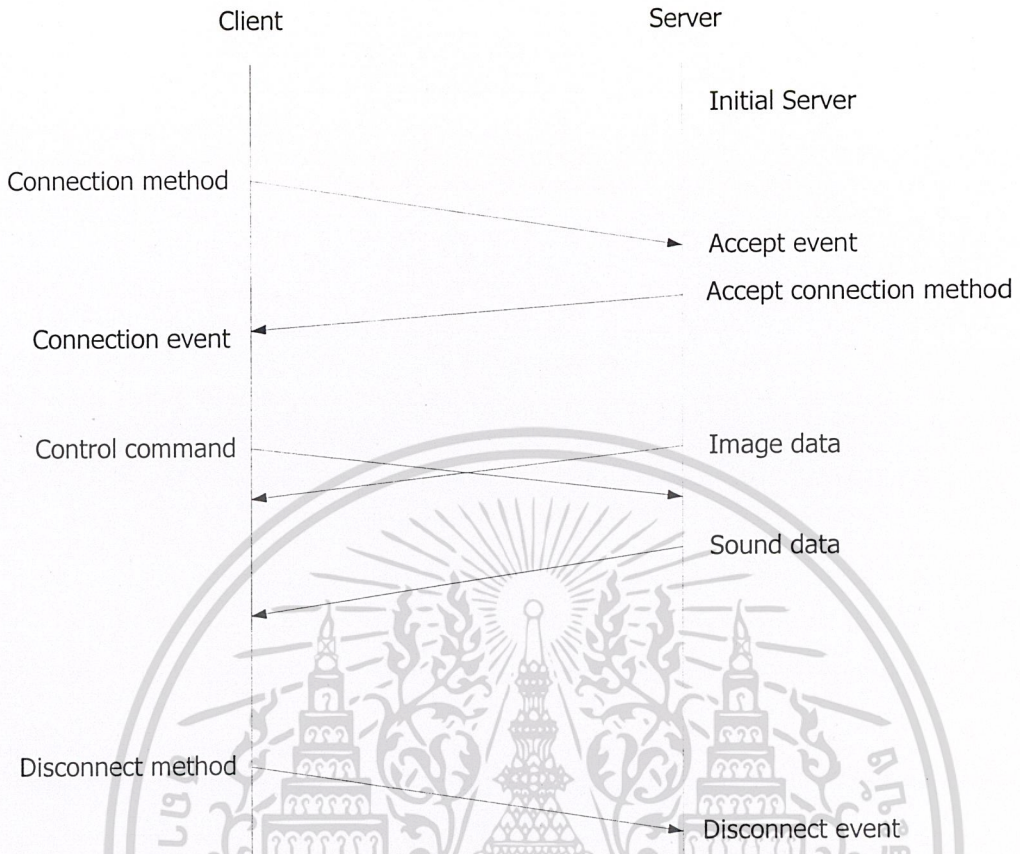 Client
Server
Initial Server
Connection method
Accept event
Accept connection method
Connection event
Control command
Image data
Sound data
Disconnect method
Disconnect event